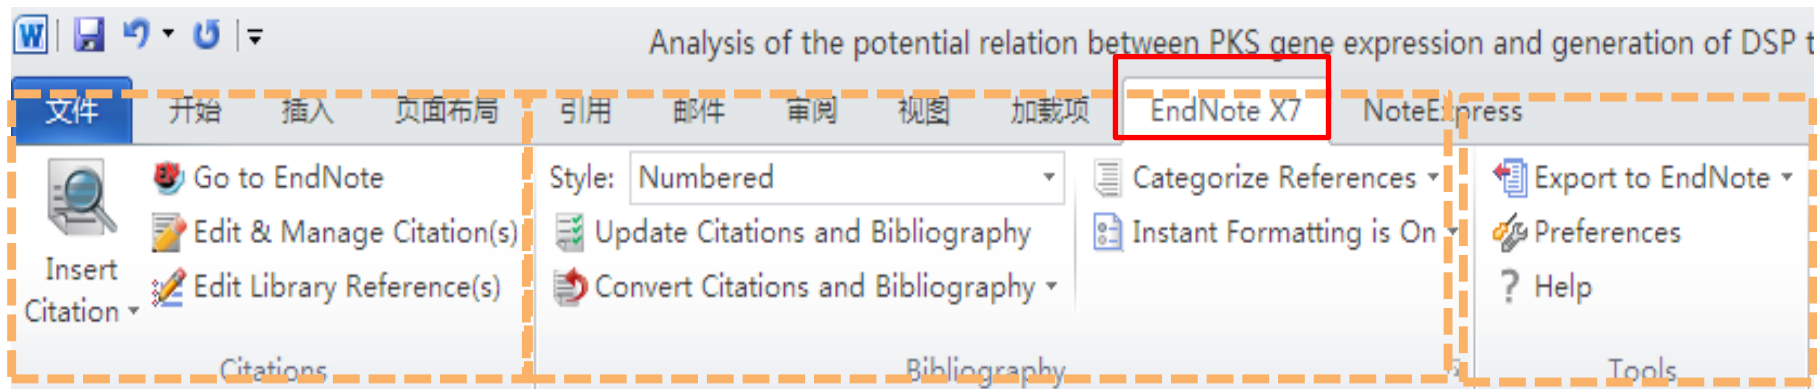 Analysis of the potential relation between PKS gene expression and generation of DSP t
文件 开始 插入 页面布局 引用 邮件 审阅 视图 加载项 EndNote X7 NoteExpress
Insert
Citation
Go to EndNote
Edit & Manage Citation(s)
Edit Library Reference(s)
Citations
Style: Numbered
Update Citations and Bibliography
Convert Citations and Bibliography
Categorize References
Instant Formatting is On
Bibliography
Export to EndNote
Preferences
? Help
Tools